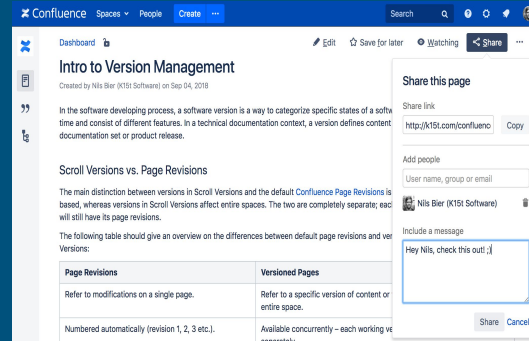 Confluence Spaces People Create ··· Search
Dashboard Edit Save for later Watching Share ···
Intro to Version Management
Created by Nils Bier (K15t Software) on Sep 04, 2018
In the software developing process, a software version is a way to categorize specific states of a softw
time and consist of different features. In a technical documentation context, a version defines content
documentation set or product release.
Scroll Versions vs. Page Revisions
The main distinction between versions in Scroll Versions and the default Confluence Page Revisions is
based, whereas versions in Scroll Versions affect entire spaces. The two are completely separate; eac
will still have its page revisions.
The following table should give an overview on the differences between default page revisions and ver
Versions:
Page Revisions Versioned Pages
Refer to modifications on a single page. Refer to a specific version of content or
entire space.
Numbered automatically (revision 1, 2, 3 etc.). Available concurrently – each working ve
separately
Share this page
Share link
http://k15t.com/confluenc Copy
Add people
User name, group or email
Nils Bier (K15t Software)
Include a message
Hey Nils, check this out! ;)
Share Cancel